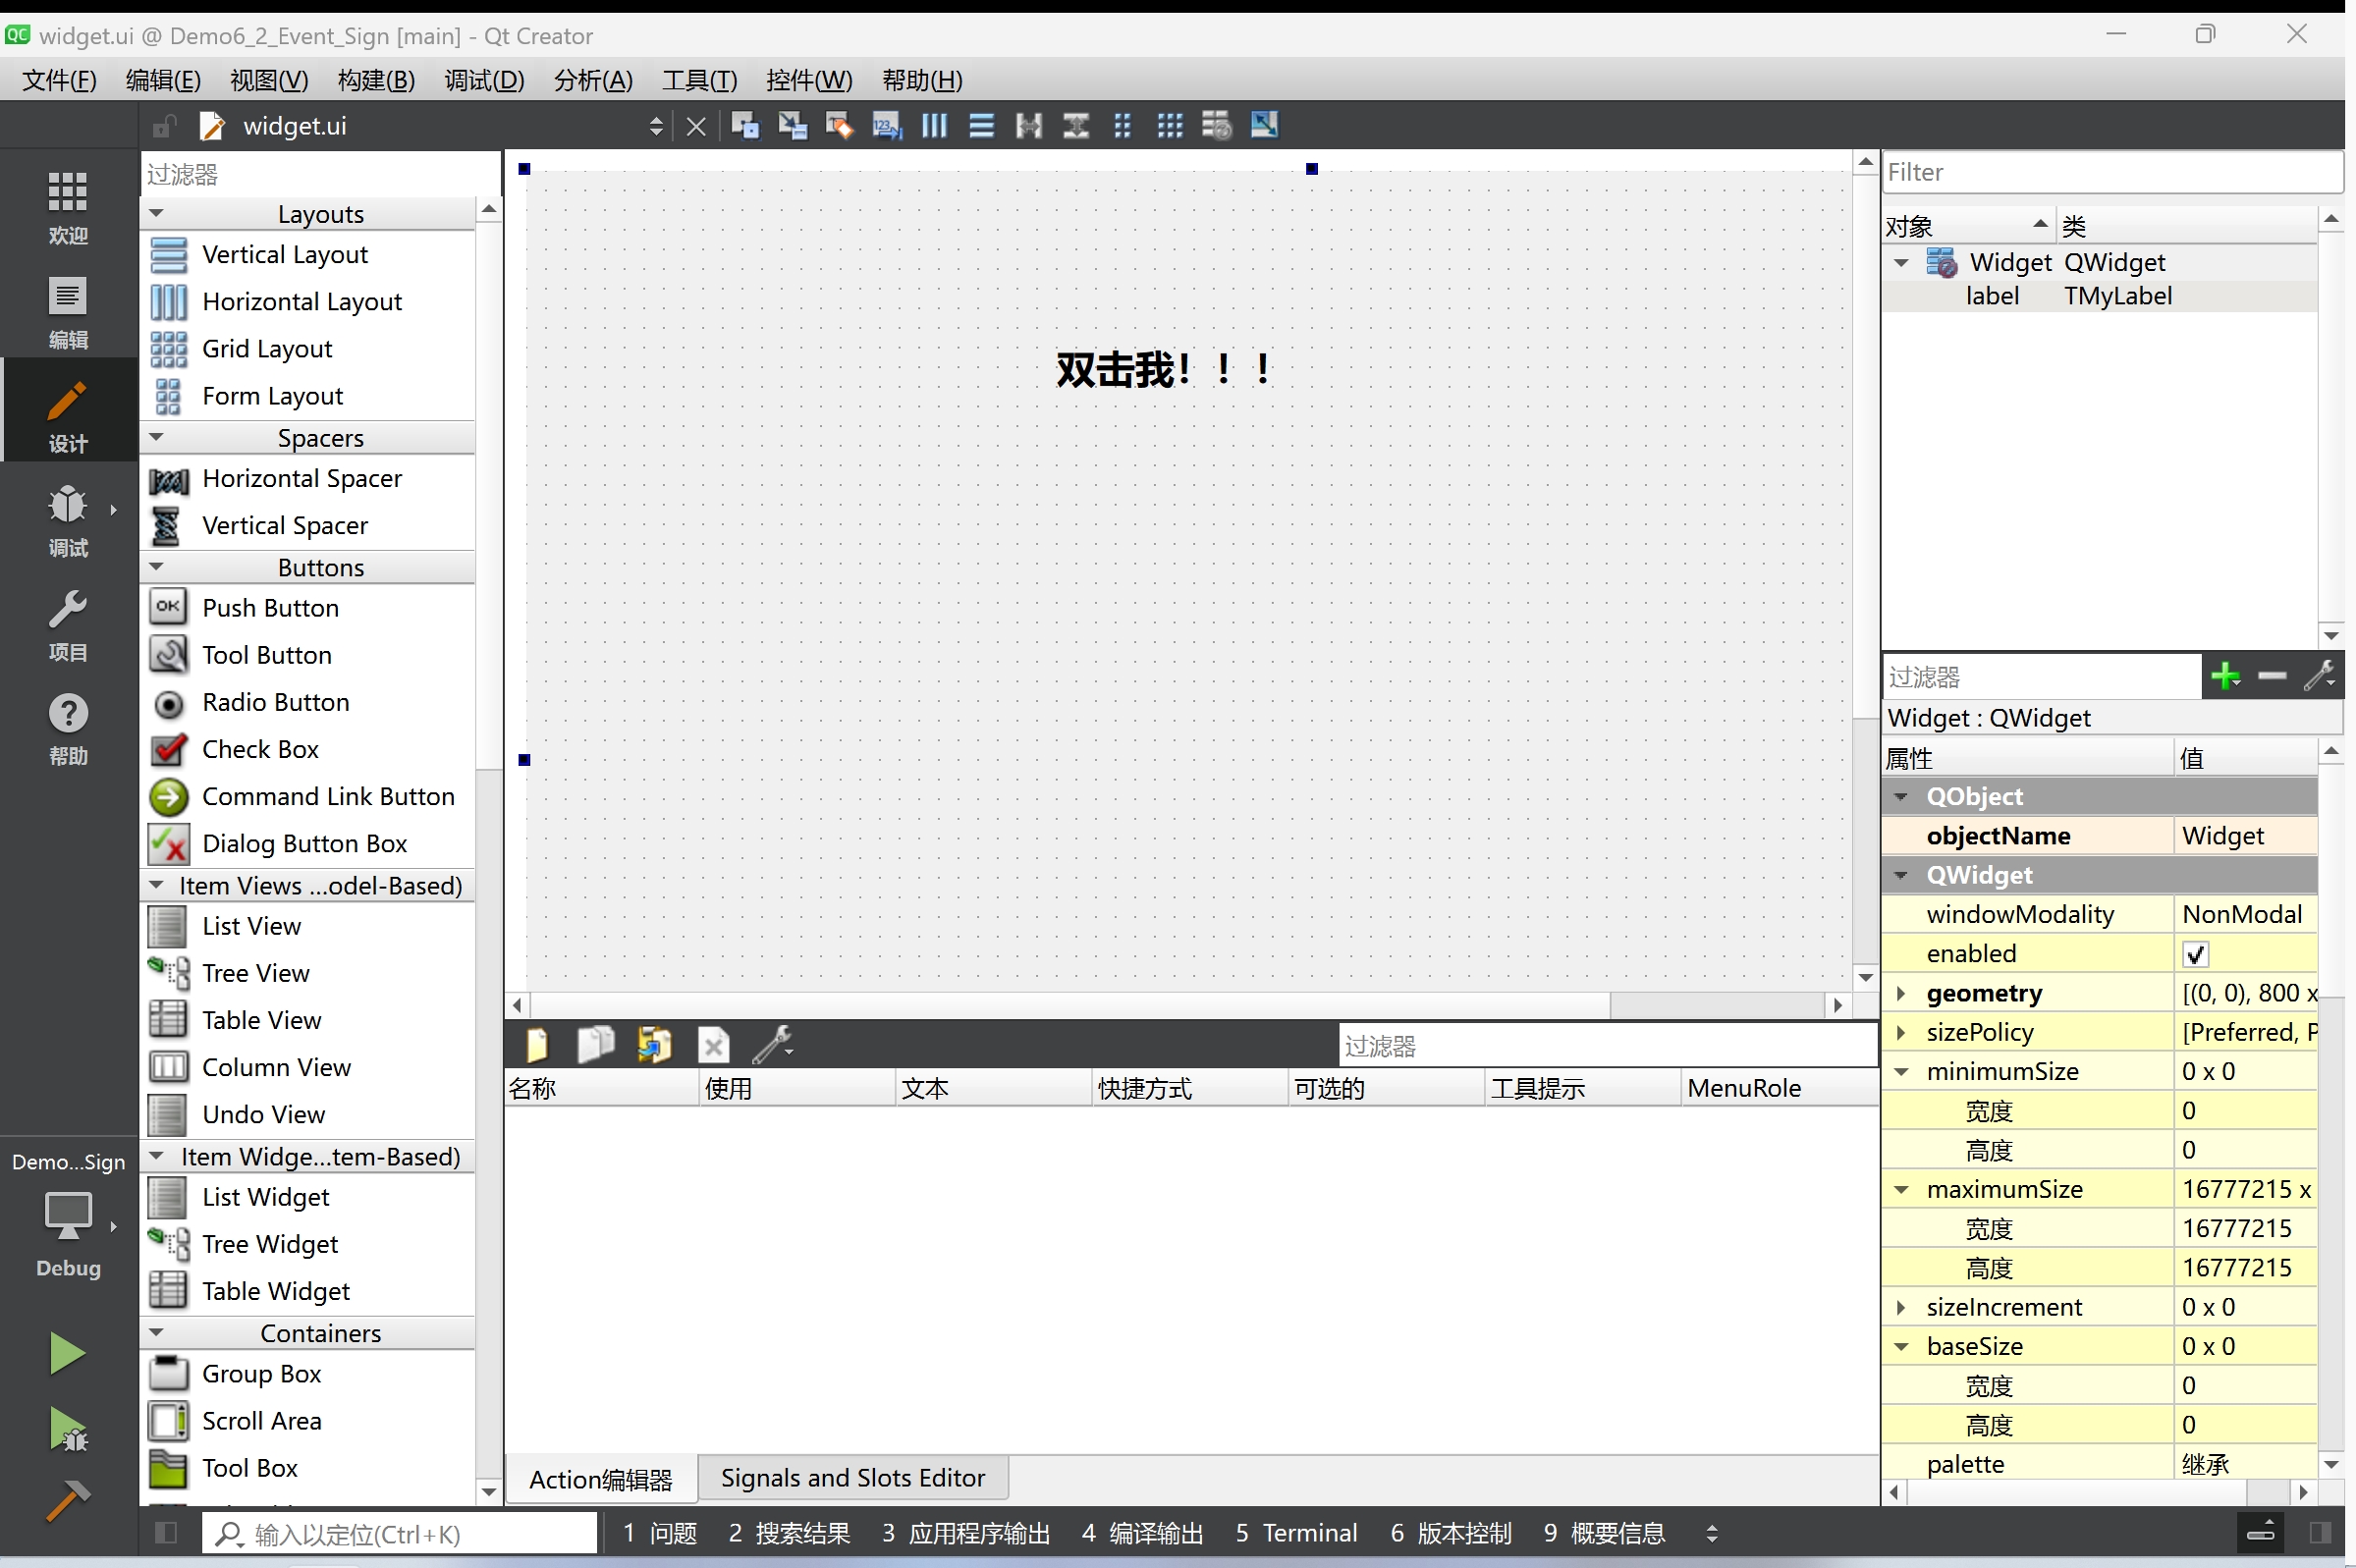 widget.ui @ Demo6_2_Event_Sign [main] - Qt Creator
文件(F) 编辑(E) 视图(V) 构建(B) 调试(D) 分析(A) 工具(T) 控件(W) 帮助(H)
widget.ui
欢迎
编辑
设计
调试
项目
帮助
Demo...Sign
Debug
过滤器
Layouts
Vertical Layout
Horizontal Layout
Grid Layout
Form Layout
Spacers
Horizontal Spacer
Vertical Spacer
Buttons
OK Push Button
Tool Button
Radio Button
Check Box
Command Link Button
Dialog Button Box
Item Views ...odel-Based)
List View
Tree View
Table View
Column View
Undo View
Item Widge...tem-Based)
List Widget
Tree Widget
Table Widget
Containers
Group Box
Scroll Area
Tool Box
双击我！！！
过滤器
名称 使用 文本 快捷方式 可选的 工具提示 MenuRole
Action编辑器 Signals and Slots Editor
Filter
对象 类
Widget QWidget
label TMyLabel
过滤器
Widget : QWidget
属性 值
QObject
objectName Widget
QWidget
windowModality NonModal
enabled
geometry [(0, 0), 800 x
sizePolicy [Preferred, P
minimumSize 0 x 0
宽度 0
高度 0
maximumSize 16777215 x
宽度 16777215
高度 16777215
sizeIncrement 0 x 0
baseSize 0 x 0
宽度 0
高度 0
palette 继承
输入以定位(Ctrl+K) 1 问题 2 搜索结果 3 应用程序输出 4 编译输出 5 Terminal 6 版本控制 9 概要信息